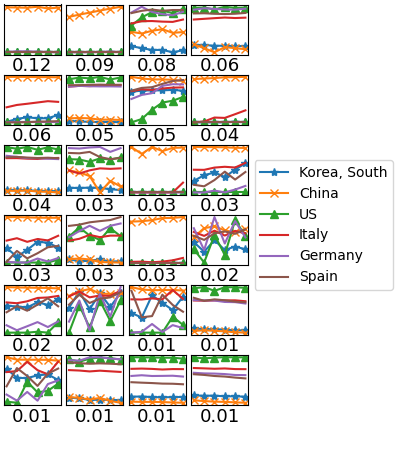 0.12 0.09 0.08 0.06
0.06 0.05 0.05 0.04
0.04 0.03 0.03 0.03
0.03 0.03 0.03 0.02
0.02 0.02 0.01 0.01
0.01 0.01 0.01 0.01
Korea, South
China
US
Italy
Germany
Spain